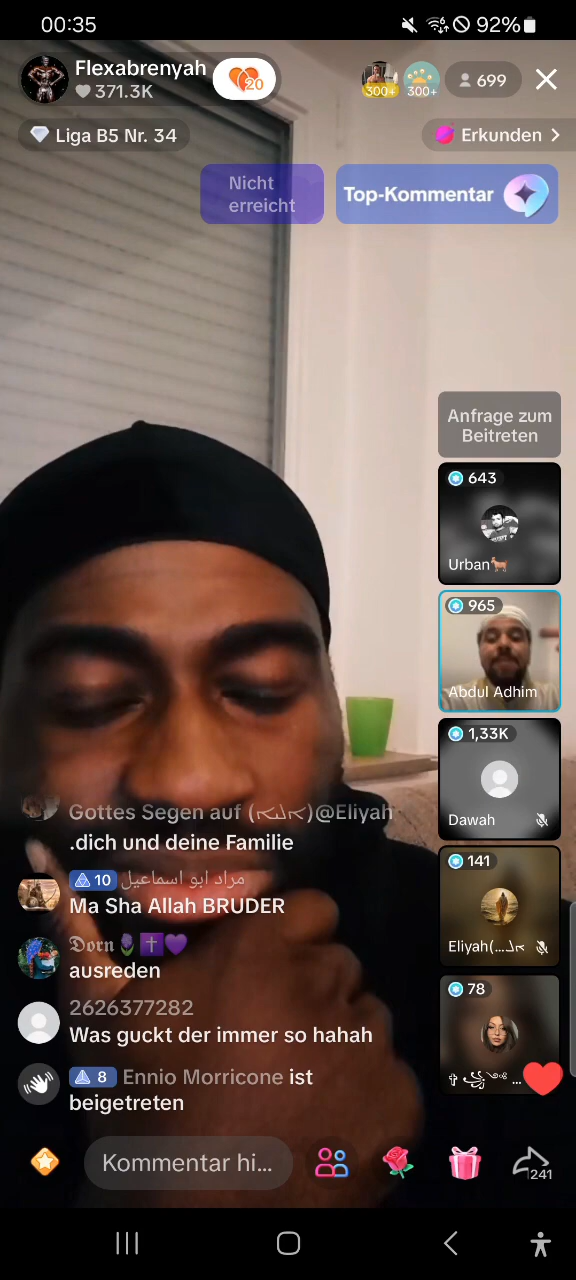 00:35
92%
Flexabrenyah
371.3K
20
300+
300+
699
Liga B5 Nr. 34
Erkunden
Nicht
erreicht
Top-Kommentar
Anfrage zum
Beitreten
643
Urban
965
Abdul Adhim
1,33K
Dawah
141
Eliyah(...
78
Gottes Segen auf @Eliyah
.dich und deine Familie
10 مراد ابو اسماعيل
Ma Sha Allah BRUDER
𝕯𝖔𝖗𝖓
ausreden
2626377282
Was guckt der immer so hahah
8 Ennio Morricone ist
beigetreten
Kommentar hi...
241